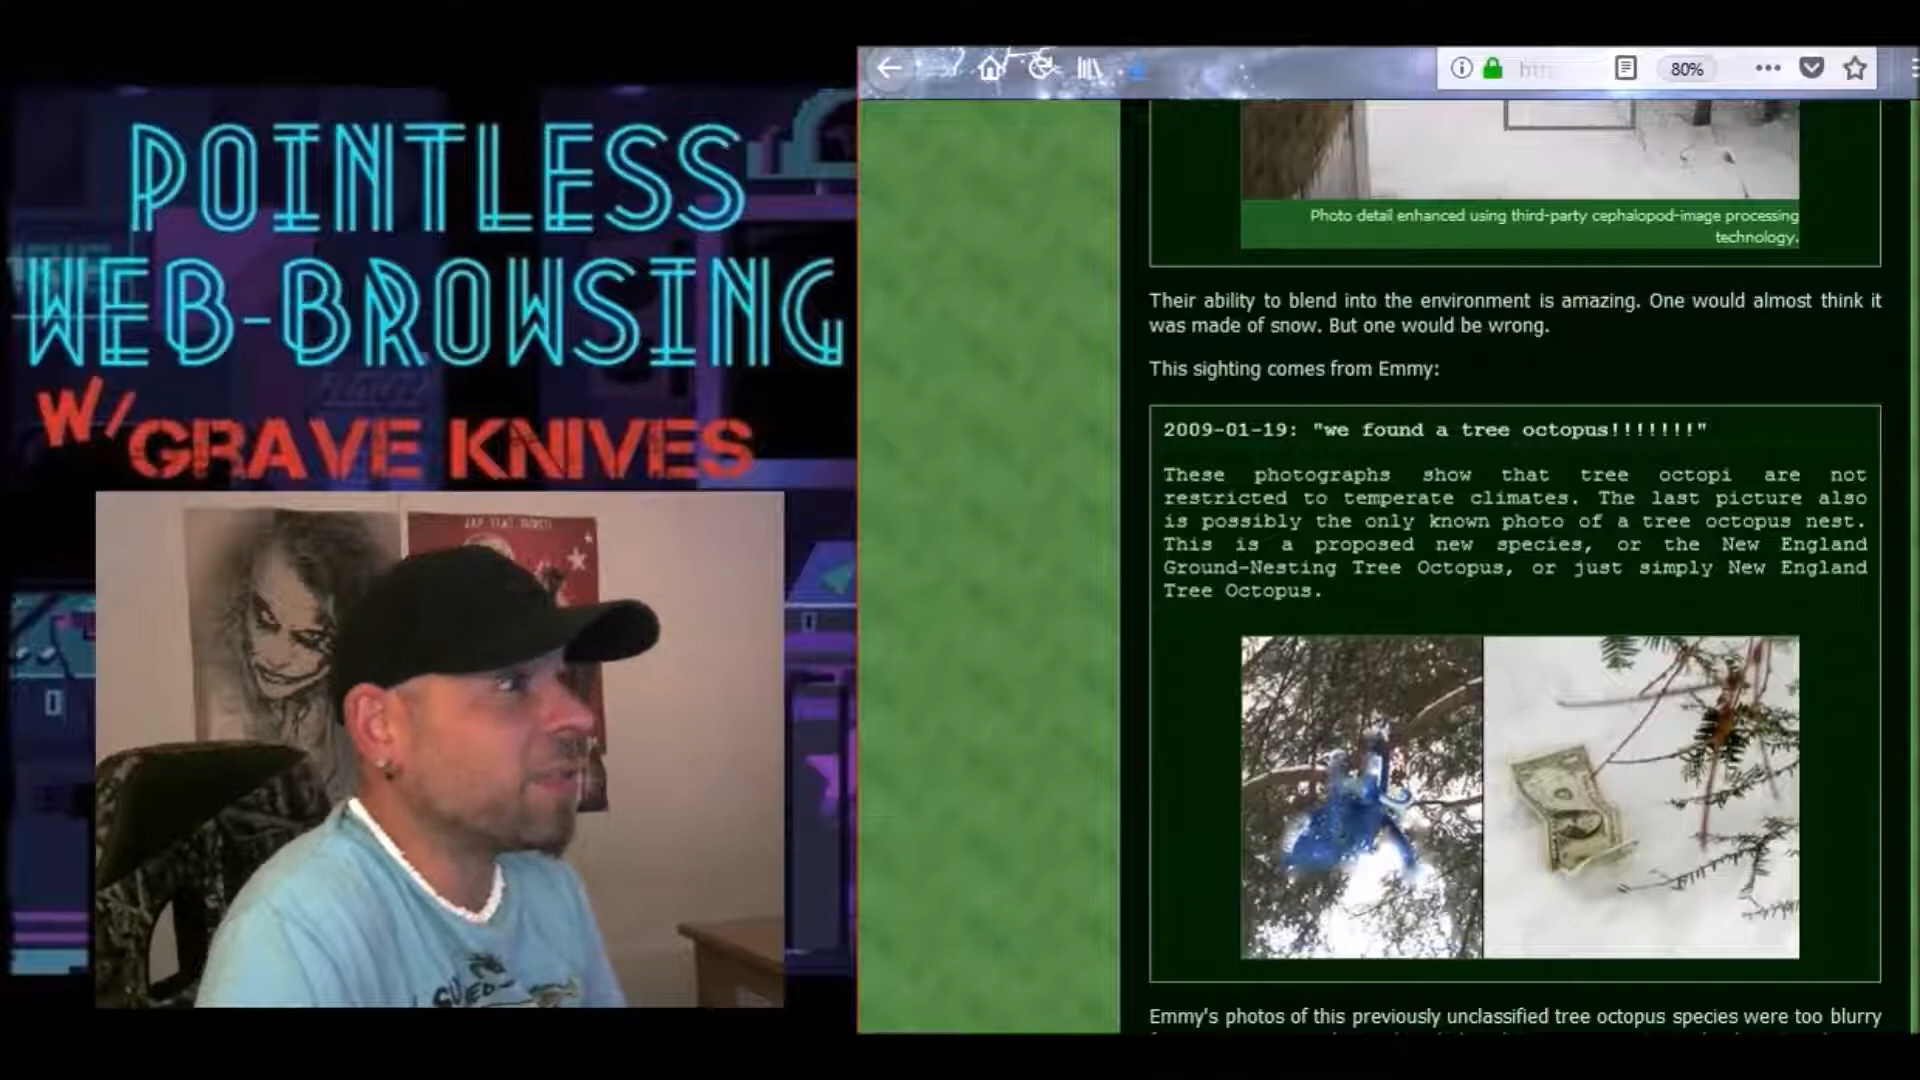 POINTLESS
WEB-BROWSING
W/GRAVE KNIVES
80%
Photo detail enhanced using third-party cephalopod-image processing
technology.
Their ability to blend into the environment is amazing. One would almost think it
was made of snow. But one would be wrong.
This sighting comes from Emmy:
2009-01-19: "we found a tree octopus!!!!!!!"
These photographs show that tree octopi are not
restricted to temperate climates. The last picture also
is possibly the only known photo of a tree octopus nest.
This is a proposed new species, or the New England
Ground-Nesting Tree Octopus, or just simply New England
Tree Octopus.
Emmy's photos of this previously unclassified tree octopus species were too blurry